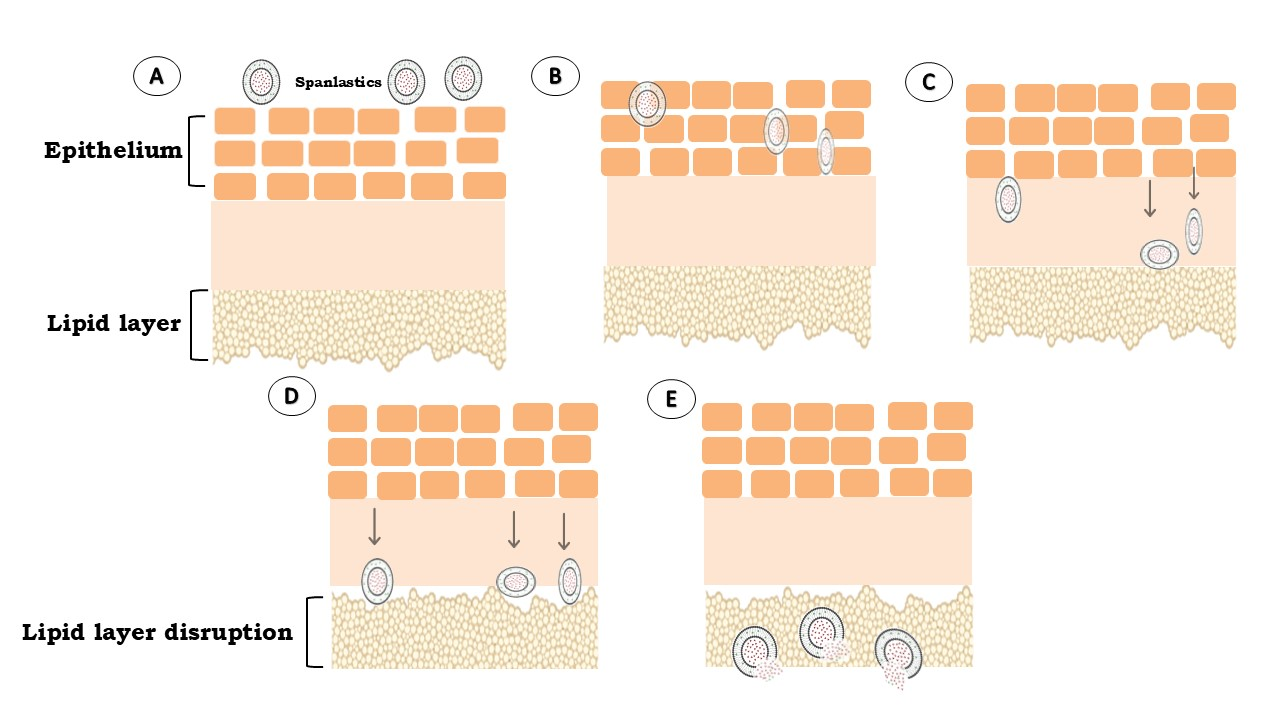 A
Spanlastics
B
C
Epithelium
Lipid layer
D
E
Lipid layer disruption